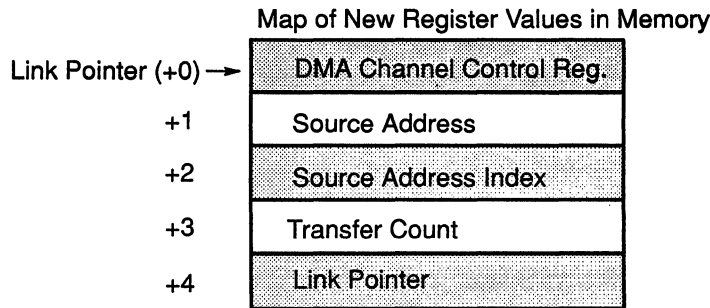 Map of New Register Values in Memory
Link Pointer (+0) DMA Channel Control Reg.
+1 Source Address
+2 Source Address Index
+3 Transfer Count
+4 Link Pointer